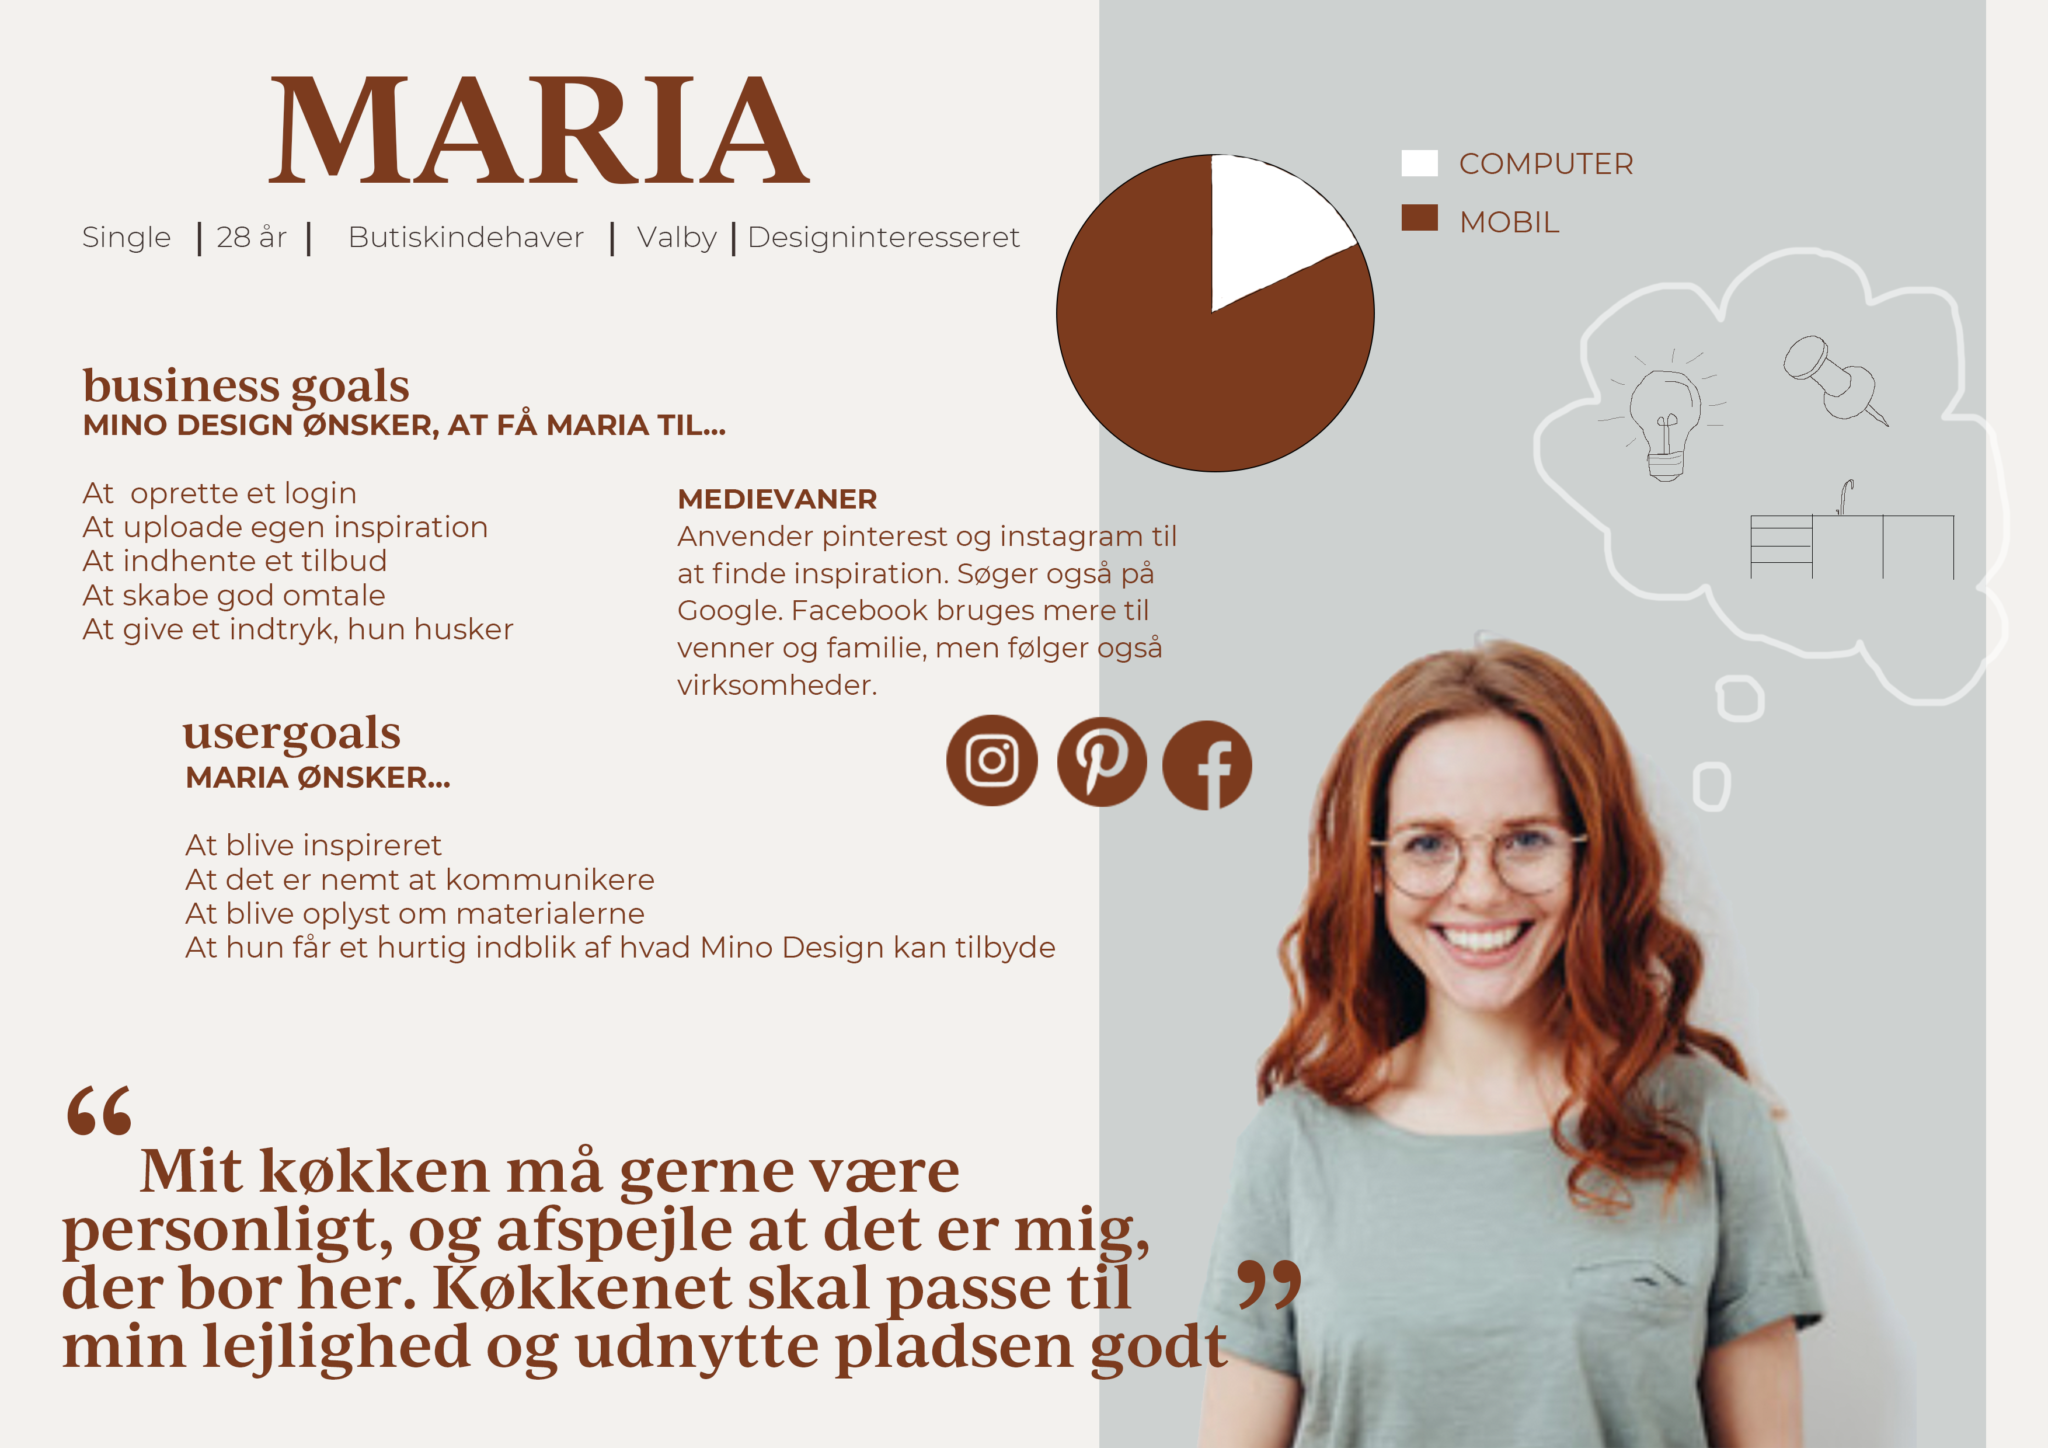 MARIA
Single | 28 år | Butiskindehaver | Valby | Designinteresseret
COMPUTER
MOBIL
business goals
MINO DESIGN ØNSKER, AT FÅ MARIA TIL...
At oprette et login
At uploade egen inspiration
At indhente et tilbud
At skabe god omtale
At give et indtryk, hun husker
MEDIEVANER
Anvender pinterest og instagram til
at finde inspiration. Søger også på
Google. Facebook bruges mere til
venner og familie, men følger også
virksomheder.
usergoals
MARIA ØNSKER...
At blive inspireret
At det er nemt at kommunikere
At blive oplyst om materialerne
At hun får et hurtig indblik af hvad Mino Design kan tilbyde
“
Mit køkken må gerne være
personligt, og afspejle at det er mig,
der bor her. Køkkenet skal passe til
min lejlighed og udnytte pladsen godt
”